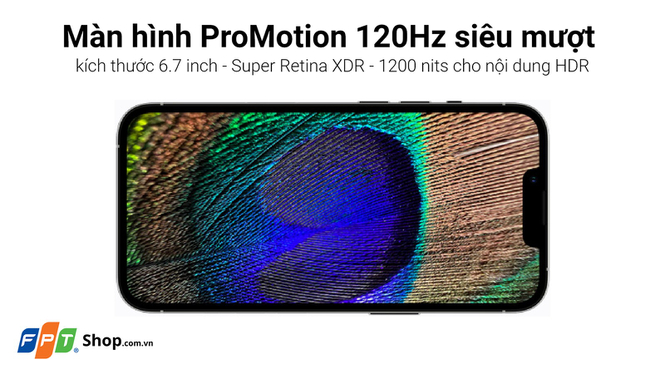 Màn hình ProMotion 120Hz siêu mượt
kích thước 6.7 inch - Super Retina XDR - 1200 nits cho nội dung HDR
FPT® Shop.com.vn